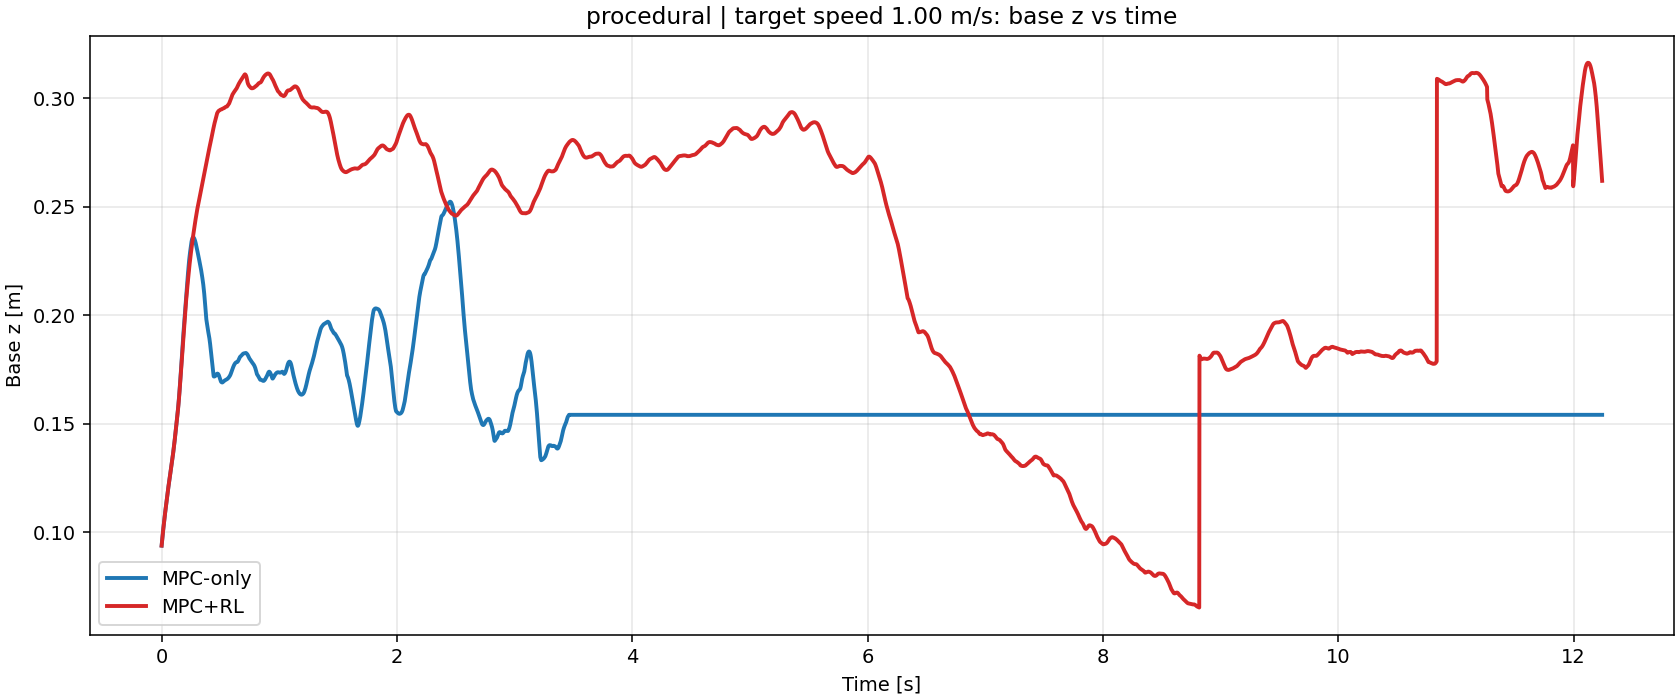 procedural | target speed 1.00 m/s: base z vs time
Base z [m]
0.30
0.25
0.20
0.15
0.10
MPC-only
MPC+RL
0 2 4 6 8 10 12
Time [s]